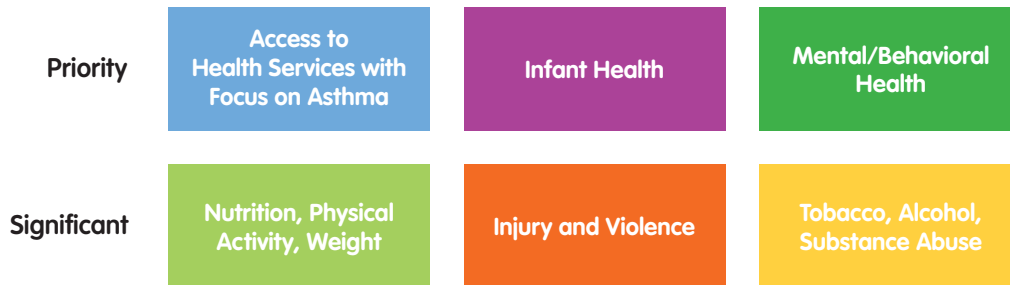 Priority
Access to
Health Services with
Focus on Asthma
Infant Health
Mental/Behavioral
Health
Significant
Nutrition, Physical
Activity, Weight
Injury and Violence
Tobacco, Alcohol,
Substance Abuse